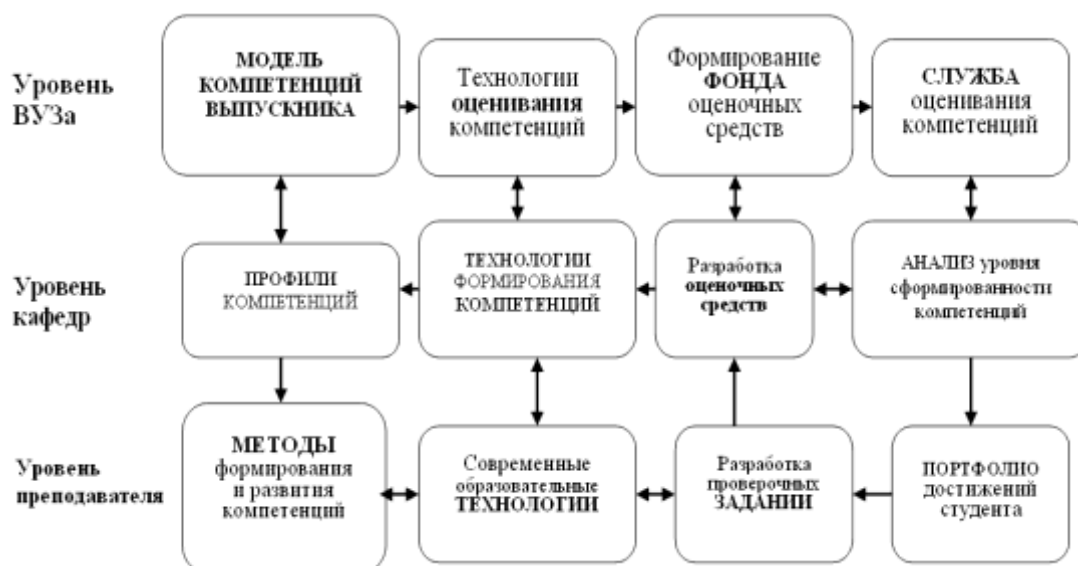 Уровень
ВУЗа
МОДЕЛЬ
КОМПЕТЕНЦИЙ
ВЫПУСКНИКА
Технологии
оценивания
компетенций
Формирование
ФОНДА
оценочных
средств
СЛУЖБА
оценивания
компетенций
Уровень
кафедр
ПРОФИЛИ
КОМПЕТЕНЦИЙ
ТЕХНОЛОГИИ
ФОРМИРОВАНИЯ
КОМПЕТЕНЦИЙ
Разработка
оценочных
средств
АНАЛИЗ уровня
сформированности
компетенций
Уровень
преподавателя
МЕТОДЫ
формирования
и развития
компетенций
Современные
образовательные
ТЕХНОЛОГИИ
Разработка
проверочных
ЗАДАНИИ
ПОРТФОЛИО
достижений
студента